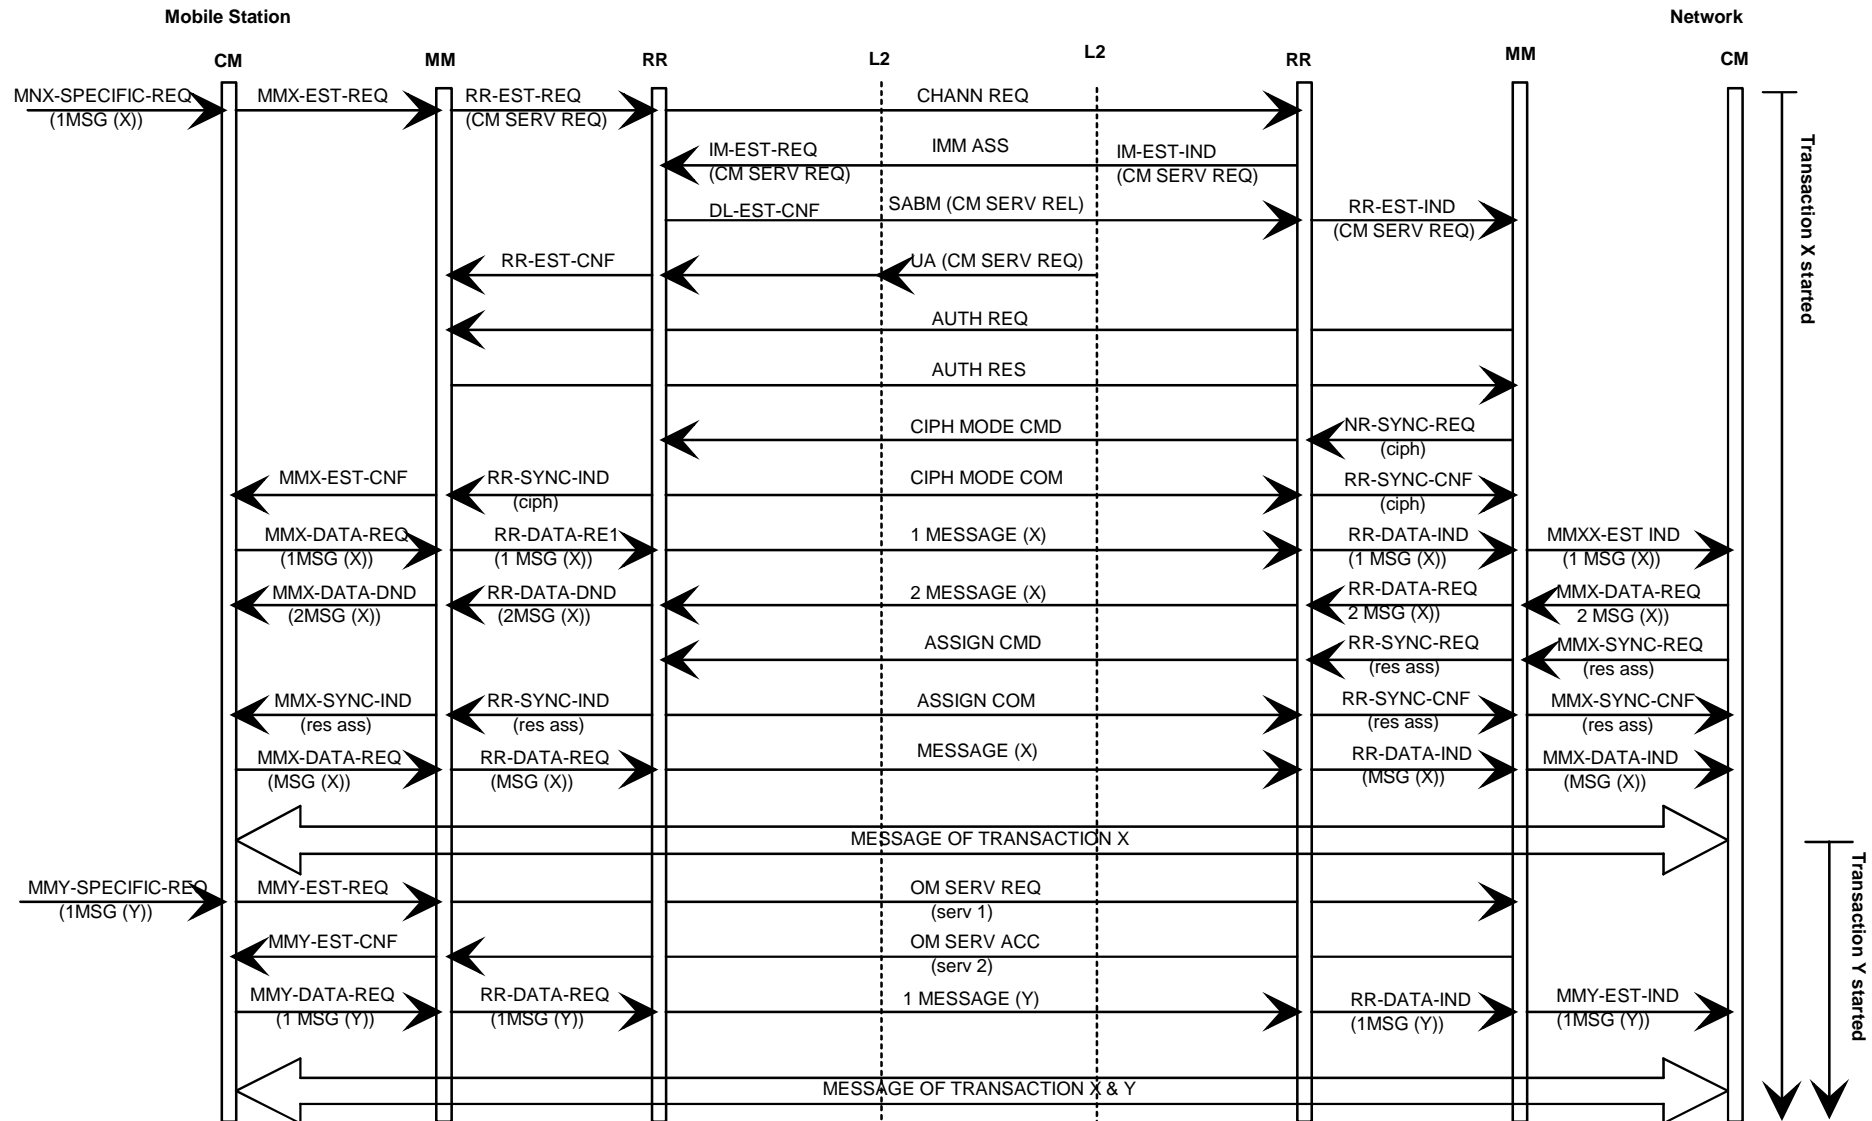 Mobile Station
Network
CM
MM
RR
L2
L2
RR
MM
CM
MNX-SPECIFIC-REQ
(1MSG (X))
MMX-EST-REQ
RR-EST-REQ
(CM SERV REQ)
CHANN REQ
IM-EST-REQ
(CM SERV REQ)
IMM ASS
IM-EST-IND
(CM SERV REQ)
DL-EST-CNF
SABM (CM SERV REL)
RR-EST-IND
(CM SERV REQ)
RR-EST-CNF
UA (CM SERV REQ)
AUTH REQ
AUTH RES
CIPH MODE CMD
NR-SYNC-REQ
(ciph)
MMX-EST-CNF
RR-SYNC-IND
(ciph)
CIPH MODE COM
RR-SYNC-CNF
(ciph)
MMX-DATA-REQ
(1MSG (X))
RR-DATA-RE1
(1 MSG (X))
1 MESSAGE (X)
RR-DATA-IND
(1 MSG (X))
MMXX-EST IND
(1 MSG (X))
MMX-DATA-DND
(2MSG (X))
RR-DATA-DND
(2MSG (X))
2 MESSAGE (X)
RR-DATA-REQ
2 MSG (X))
MMX-DATA-REQ
2 MSG (X))
ASSIGN CMD
RR-SYNC-REQ
(res ass)
MMX-SYNC-REQ
(res ass)
MMX-SYNC-IND
(res ass)
RR-SYNC-IND
(res ass)
ASSIGN COM
RR-SYNC-CNF
(res ass)
MMX-SYNC-CNF
(res ass)
MMX-DATA-REQ
(MSG (X))
RR-DATA-REQ
(MSG (X))
MESSAGE (X)
RR-DATA-IND
(MSG (X))
MMX-DATA-IND
(MSG (X))
MESSAGE OF TRANSACTION X
MMY-SPECIFIC-REQ
(1MSG (Y))
MMY-EST-REQ
OM SERV REQ
(serv 1)
MMY-EST-CNF
OM SERV ACC
(serv 2)
MMY-DATA-REQ
(1 MSG (Y))
RR-DATA-REQ
(1MSG (Y))
1 MESSAGE (Y)
RR-DATA-IND
(1MSG (Y))
MMY-EST-IND
(1MSG (Y))
MESSAGE OF TRANSACTION X & Y
Transaction X started
Transaction Y started